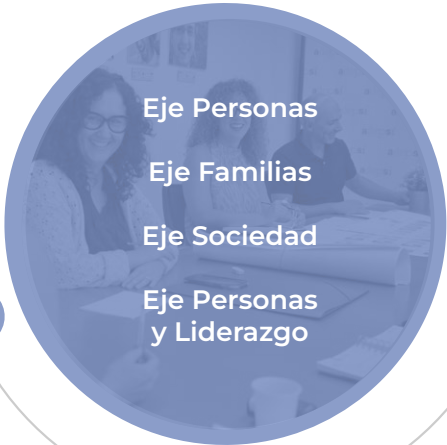 Eje Personas
Eje Familias
Eje Sociedad
Eje Personas
y Liderazgo